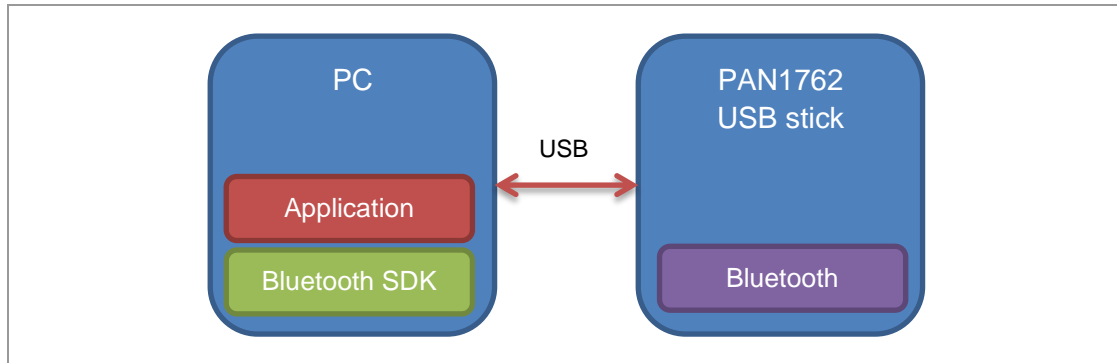 PC
Application
Bluetooth SDK
USB
PAN1762
USB stick
Bluetooth